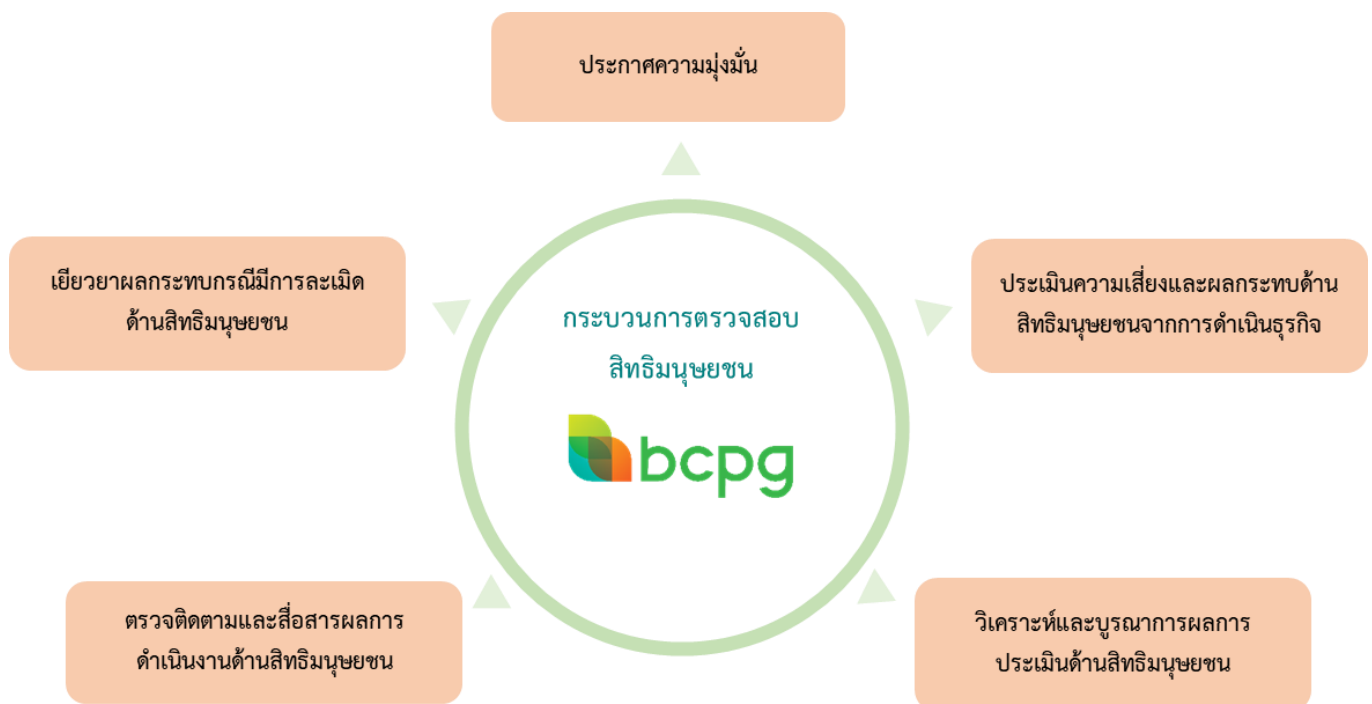 ประกาศความมุ่งมั่น
เยียวยาผลกระทบกรณีมีการละเมิด
ด้านสิทธิมนุษยชน
กระบวนการตรวจสอบ
สิทธิมนุษยชน
bcpg
ประเมินความเสี่ยงและผลกระทบด้าน
สิทธิมนุษยชนจากการดำเนินธุรกิจ
ตรวจติดตามและสื่อสารผลการ
ดำเนินงานด้านสิทธิมนุษยชน
วิเคราะห์และบูรณาการผลการ
ประเมินด้านสิทธิมนุษยชน